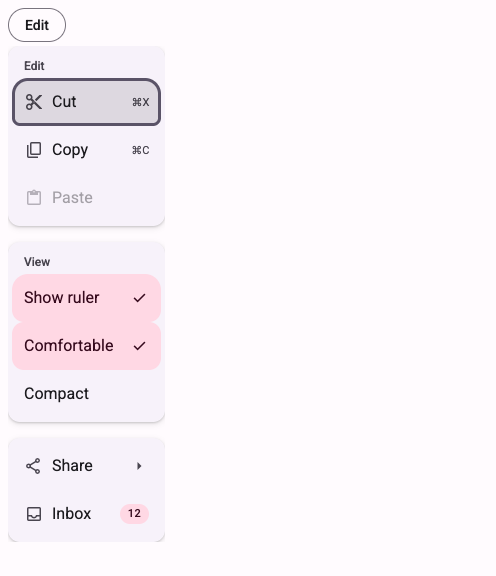 Edit
Edit
Cut ⌘X
Copy ⌘C
Paste
View
Show ruler
Comfortable
Compact
Share
Inbox 12